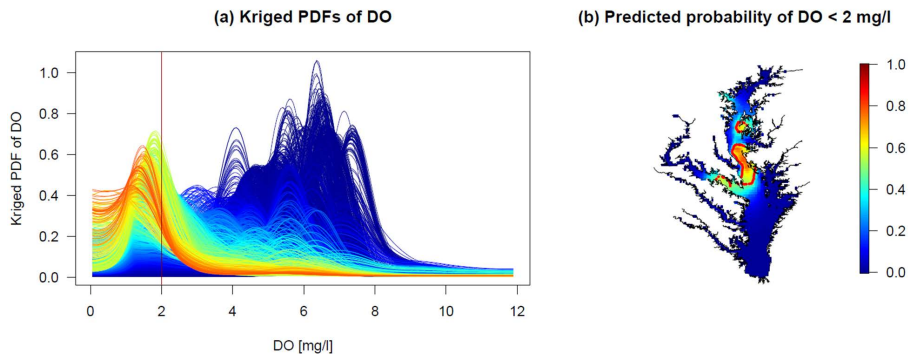 (a) Kriged PDFs of DO
(b) Predicted probability of DO < 2 mg/l
Kriged PDF of DO
1.0
0.8
0.6
0.4
0.2
0.0
0 2 4 6 8 10 12
DO [mg/l]
1.0
0.8
0.6
0.4
0.2
0.0